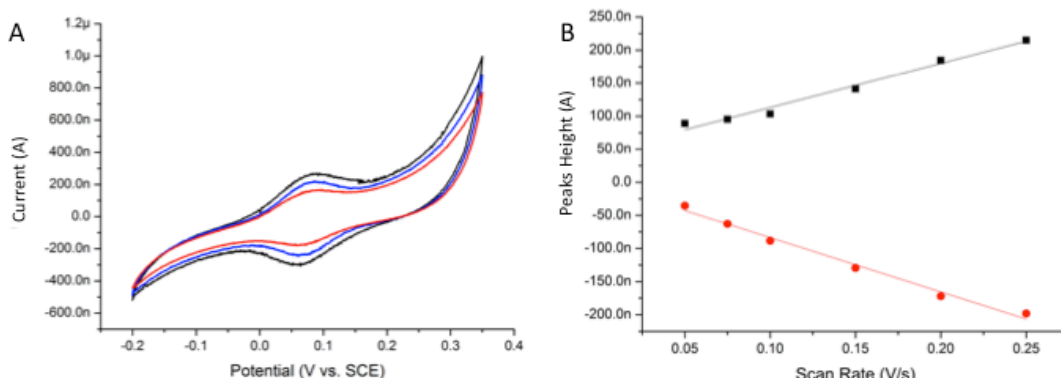 A
1.2µ
1.0µ
800.0n
600.0n
400.0n
200.0n
0.0
-200.0n
-400.0n
-600.0n
Current (A)
-0.2
-0.1
0.0
0.1
0.2
0.3
0.4
Potential (V vs. SCE)
B
250.0n
200.0n
150.0n
100.0n
50.0n
0.0
-50.0n
-100.0n
-150.0n
-200.0n
Peaks Height (A)
0.05
0.10
0.15
0.20
0.25
Scan Rate (V/s)